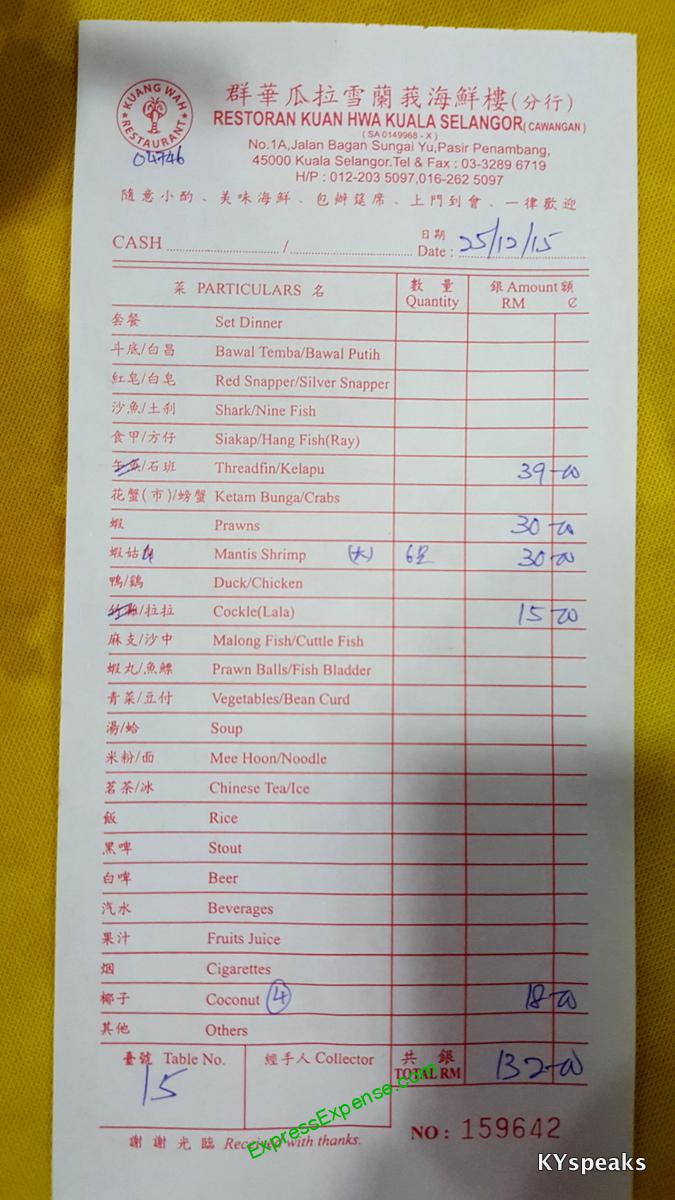 KUANG WAH
RESTAURANT
04746
群華瓜拉雪蘭莪海鮮樓(分行)
RESTORAN KUAN HWA KUALA SELANGOR(CAWANGAN)
(SA 0149968 - X)
No.1A,Jalan Bagan Sungai Yu,Pasir Penambang,
45000 Kuala Selangor.Tel & Fax : 03-3289 6719
H/P : 012-203 5097,016-262 5097
隨意小酌、美味海鮮、包辦筵席、上門到會、一律歡迎
CASH / 日期 Date : 25/12/15
菜 PARTICULARS 名 數 量 Quantity 銀 Amount 額 RM ¢
套餐 Set Dinner
斗底/白昌 Bawal Temba/Bawal Putih
紅皂/白皂 Red Snapper/Silver Snapper
沙魚/土刹 Shark/Nine Fish
食甲/方仔 Siakap/Hang Fish(Ray)
/石班 Threadfin/Kelapu 39-00
花蟹(市)/螃蟹 Ketam Bunga/Crabs
蝦 Prawns 30-00
蝦姑 Mantis Shrimp (大) 6 30-00
鴨/鷄 Duck/Chicken
/拉拉 Cockle(Lala) 15-00
麻支/沙中 Malong Fish/Cuttle Fish
蝦丸/魚鰾 Prawn Balls/Fish Bladder
青菜/豆付 Vegetables/Bean Curd
湯/蛤 Soup
米粉/面 Mee Hoon/Noodle
茗茶/冰 Chinese Tea/Ice
飯 Rice
黑啤 Stout
白啤 Beer
汽水 Beverages
果汁 Fruits Juice
烟 Cigarettes
椰子 Coconut 4 18-00
其他 Others
臺號 Table No. 15 經手人 Collector 共 銀 TOTAL RM 132-00
謝謝光臨 Received with thanks.
NO : 159642
ExpressExpense.com
KYspeaks